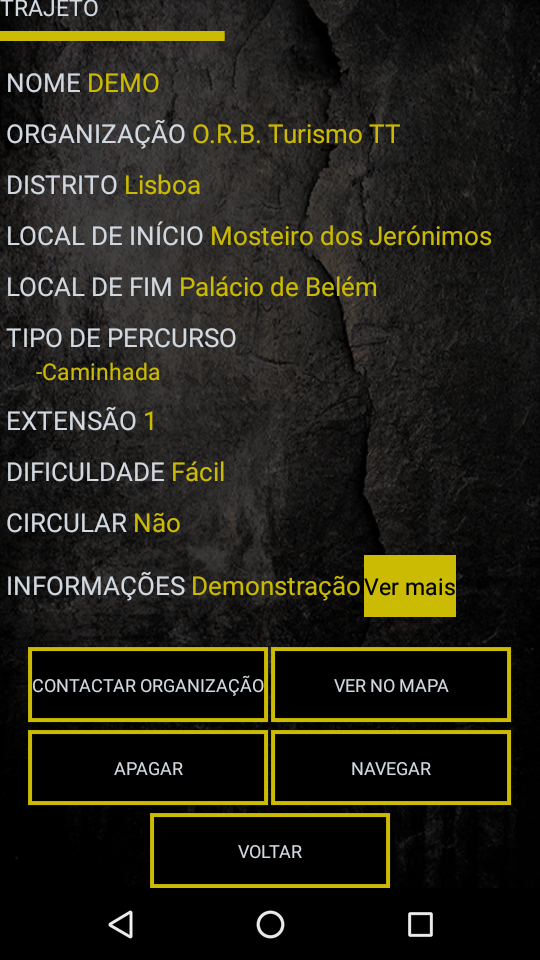 TRAJETO
NOME DEMO
ORGANIZAÇÃO O.R.B. Turismo TT
DISTRITO Lisboa
LOCAL DE INÍCIO Mosteiro dos Jerónimos
LOCAL DE FIM Palácio de Belém
TIPO DE PERCURSO
-Caminhada
EXTENSÃO 1
DIFICULDADE Fácil
CIRCULAR Não
INFORMAÇÕES Demonstração Ver mais
CONTACTAR ORGANIZAÇÃO VER NO MAPA
APAGAR NAVEGAR
VOLTAR